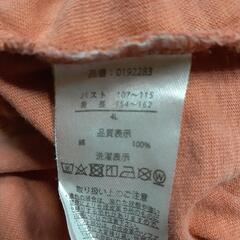 品番：0192283
バスト 107〜115
身長 154〜162
4L
品質表示
綿 100%
洗濯表示
取り扱い上のご注意